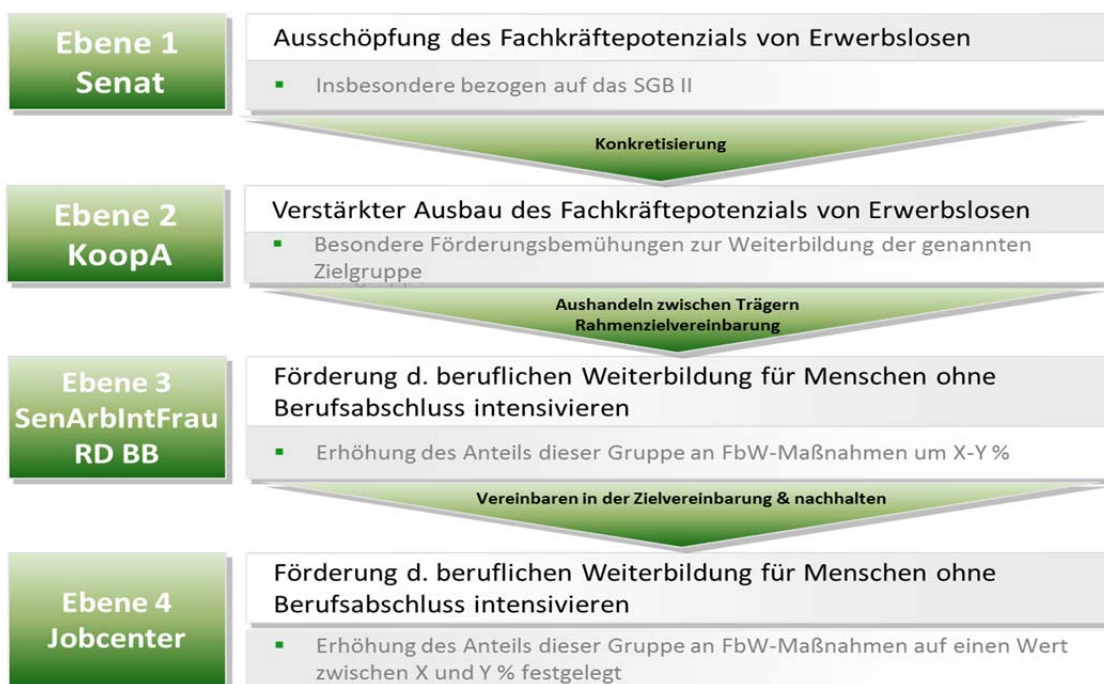 Ebene 1
Senat
Ausschöpfung des Fachkräftepotenzials von Erwerbslosen
▪ Insbesondere bezogen auf das SGB II
Konkretisierung
Ebene 2
KoopA
Verstärkter Ausbau des Fachkräftepotenzials von Erwerbslosen
▪ Besondere Förderungsbemühungen zur Weiterbildung der genannten
Zielgruppe
Aushandeln zwischen Trägern
Rahmenzielvereinbarung
Ebene 3
SenArbIntFrau
RD BB
Förderung d. beruflichen Weiterbildung für Menschen ohne
Berufsabschluss intensivieren
▪ Erhöhung des Anteils dieser Gruppe an FbW-Maßnahmen um X-Y %
Vereinbaren in der Zielvereinbarung & nachhalten
Ebene 4
Jobcenter
Förderung d. beruflichen Weiterbildung für Menschen ohne
Berufsabschluss intensivieren
▪ Erhöhung des Anteils dieser Gruppe an FbW-Maßnahmen auf einen Wert
zwischen X und Y % festgelegt